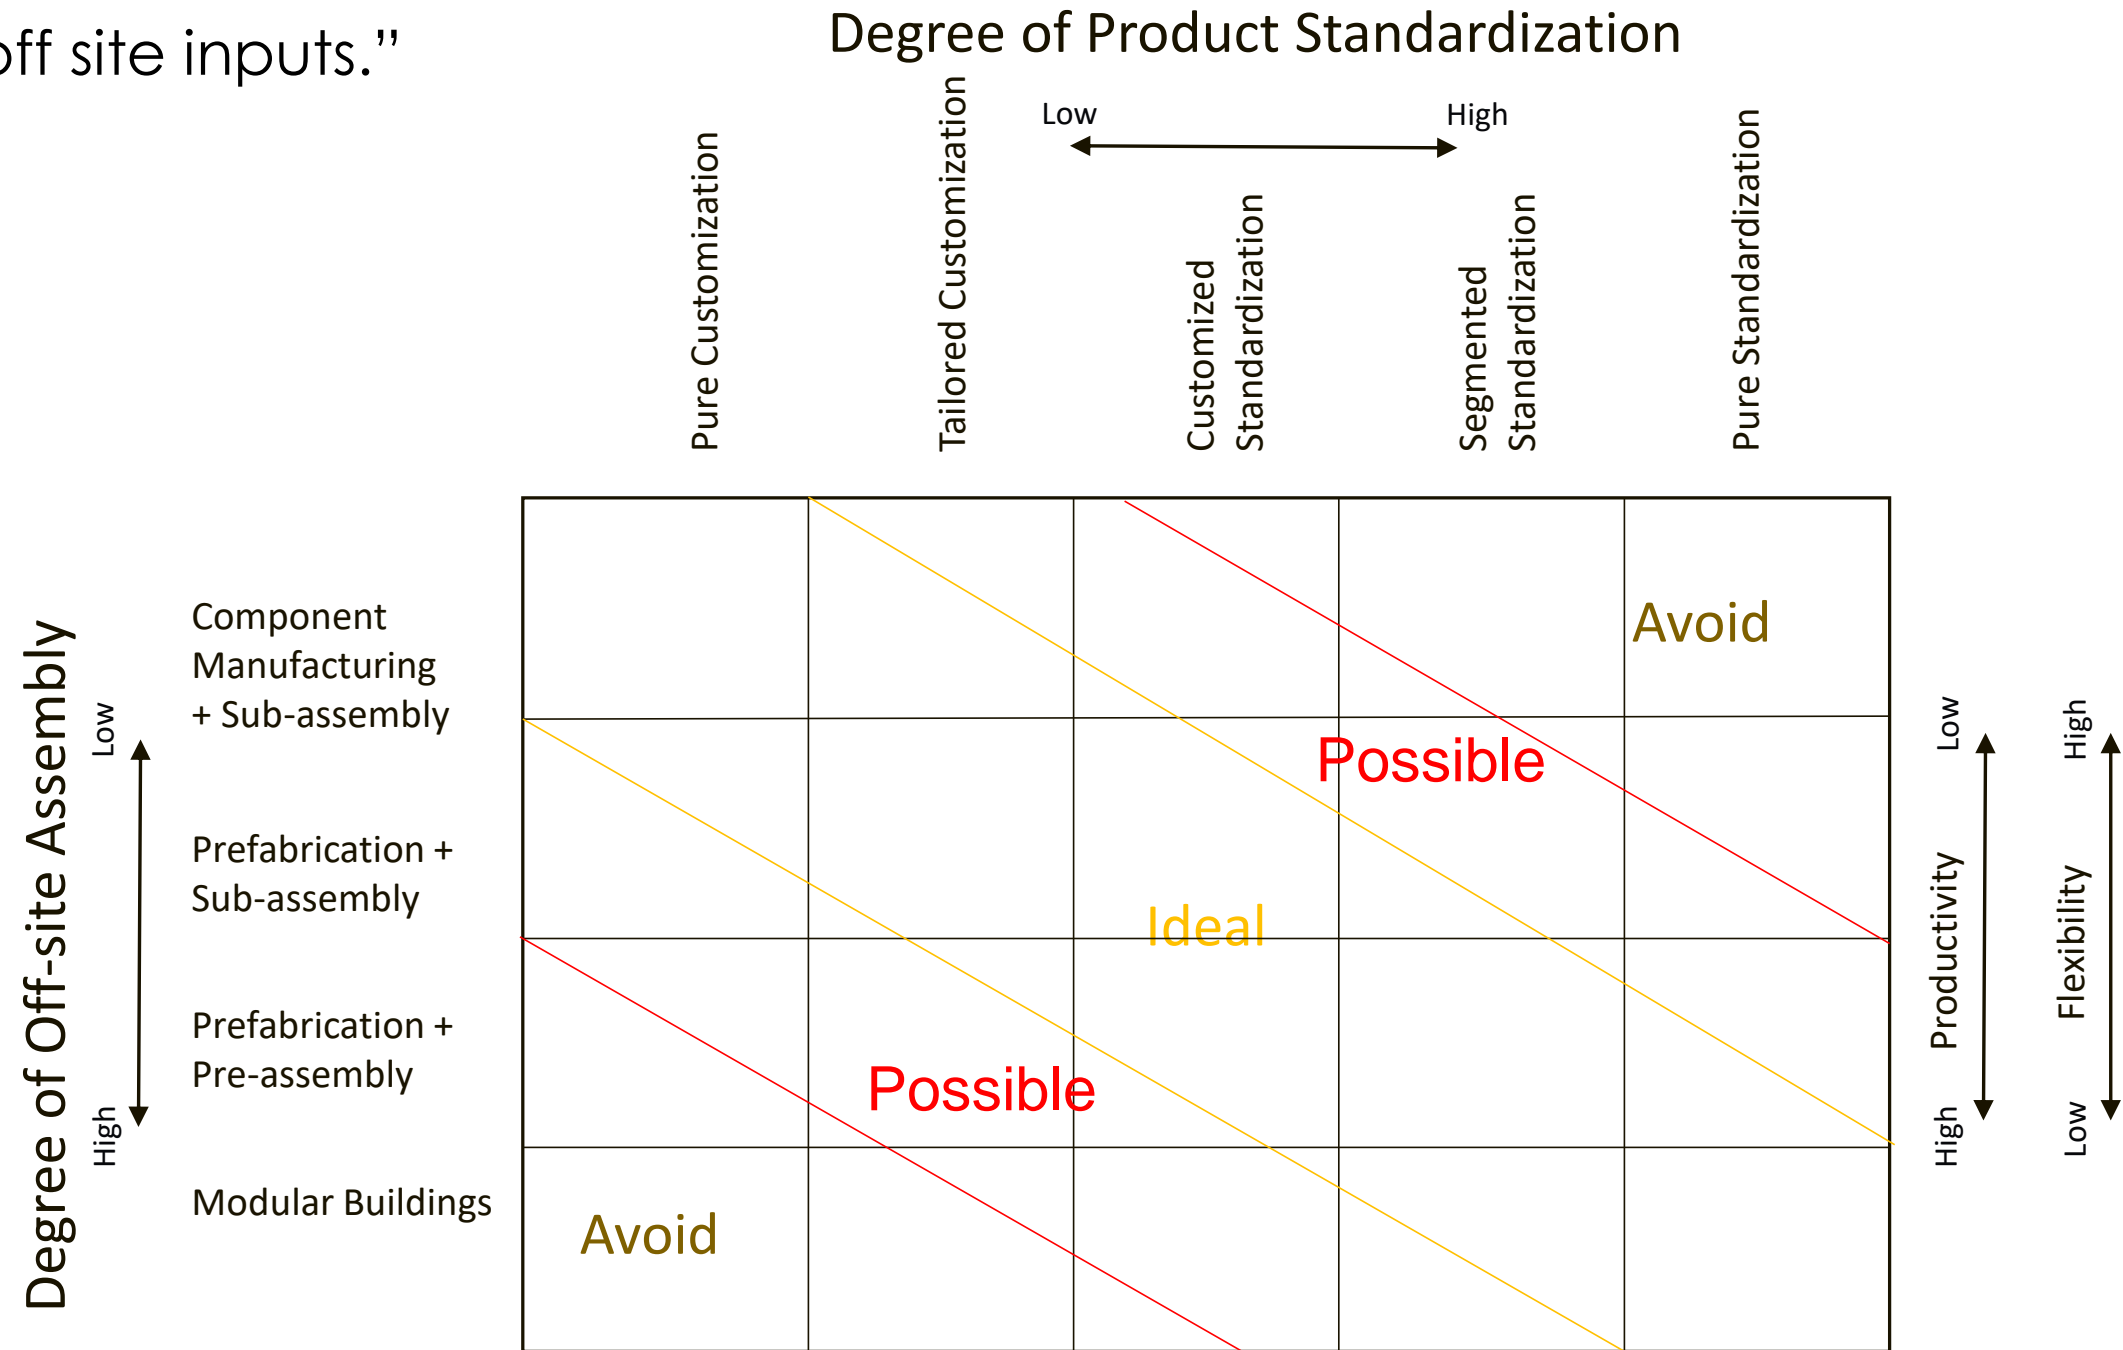 off site inputs.”
Degree of Product Standardization
Low
High
Pure Customization
Tailored Customization
Customized
Standardization
Segmented
Standardization
Pure Standardization
Degree of Off-site Assembly
Low
High
Component
Manufacturing
+ Sub-assembly
Prefabrication +
Sub-assembly
Prefabrication +
Pre-assembly
Modular Buildings
Avoid
Possible
Ideal
Possible
Avoid
Low
Productivity
High
High
Flexibility
Low